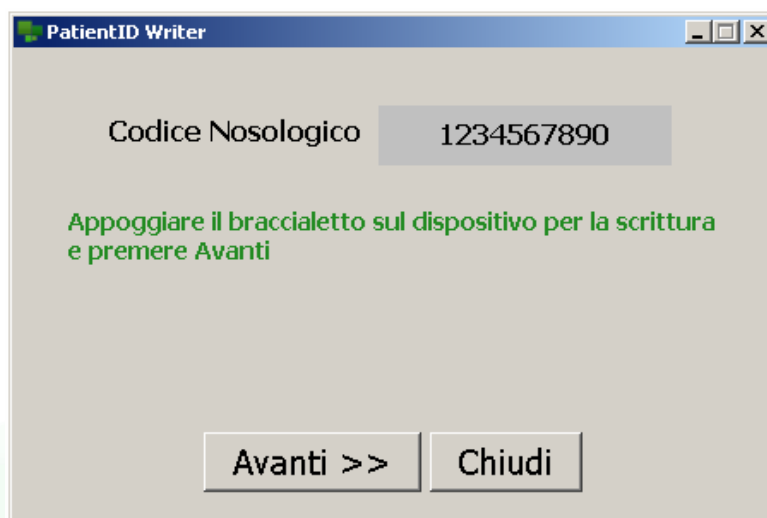 PatientID Writer
Codice Nosologico 1234567890
Appoggiare il braccialetto sul dispositivo per la scrittura
e premere Avanti
Avanti >> Chiudi